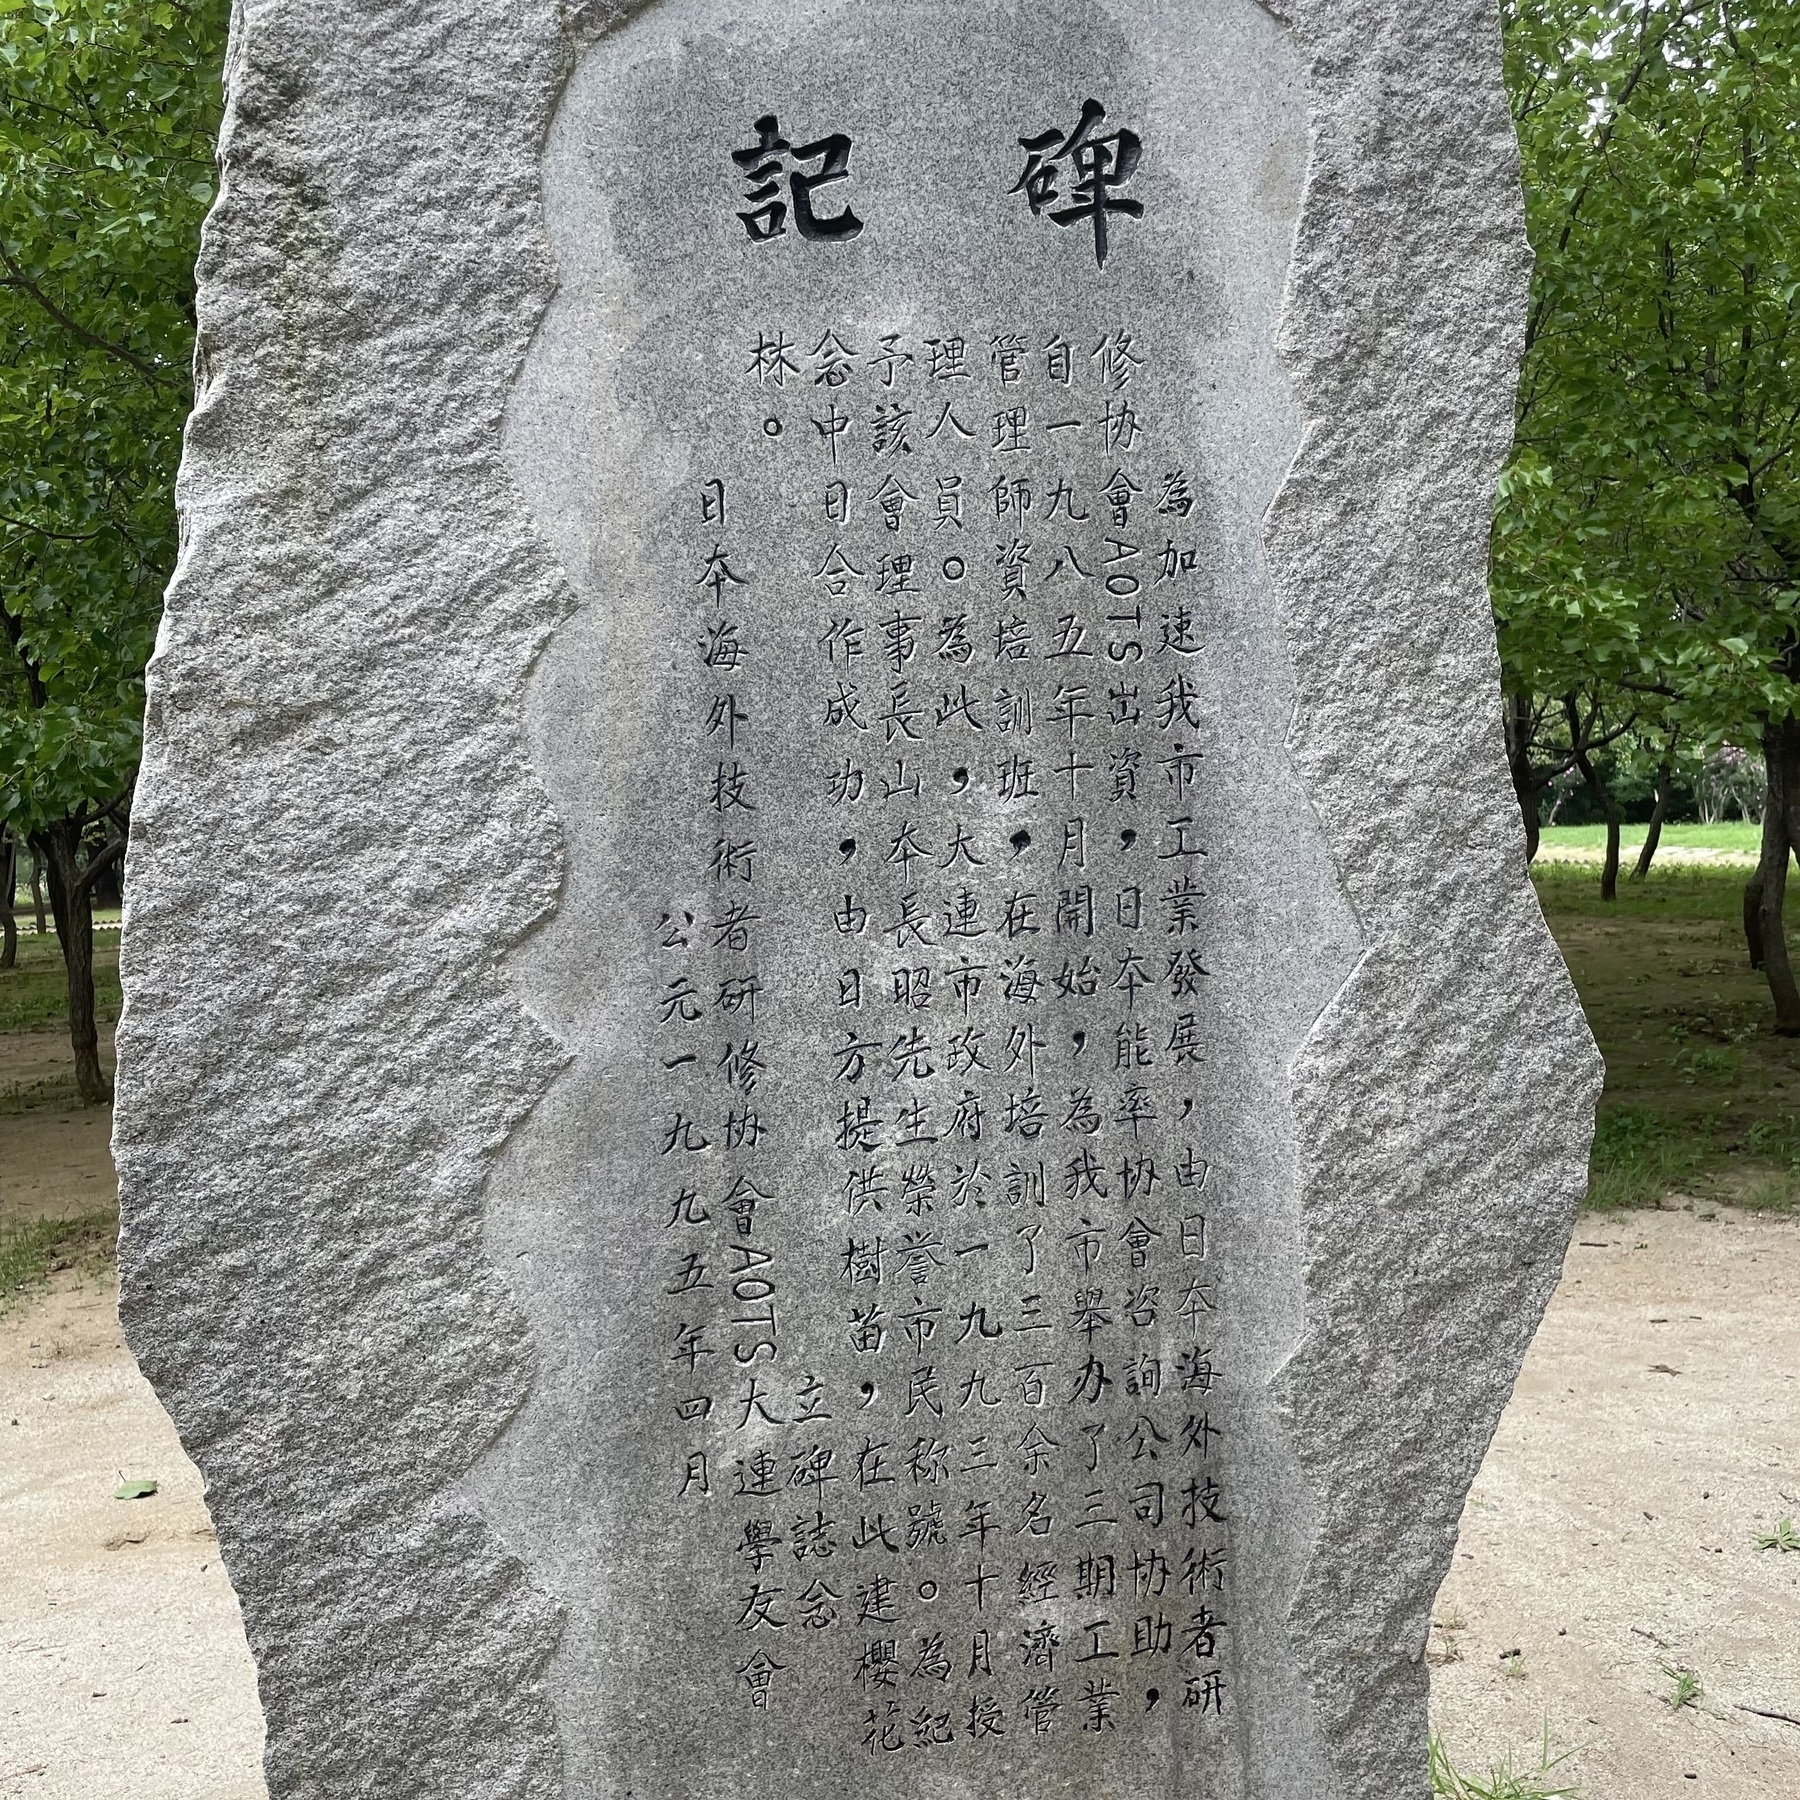 碑記
為加速我市工業發展，由日本海外技術者研
修协會AOTS出資，日本能率协會咨詢公司协助，
自一九八五年十月開始，為我市舉办了三期工業
管理師資培訓班，在海外培訓了三百余名經濟管
理人員。為此，大連市政府於一九九三年十月授
予該會理事長山本長昭先生榮誉市民称號。為紀
念中日合作成功，由日方提供樹苗，在此建櫻花
林。
立碑誌念
日本海外技術者研修协會AOTS大連學友會
公元一九九五年四月